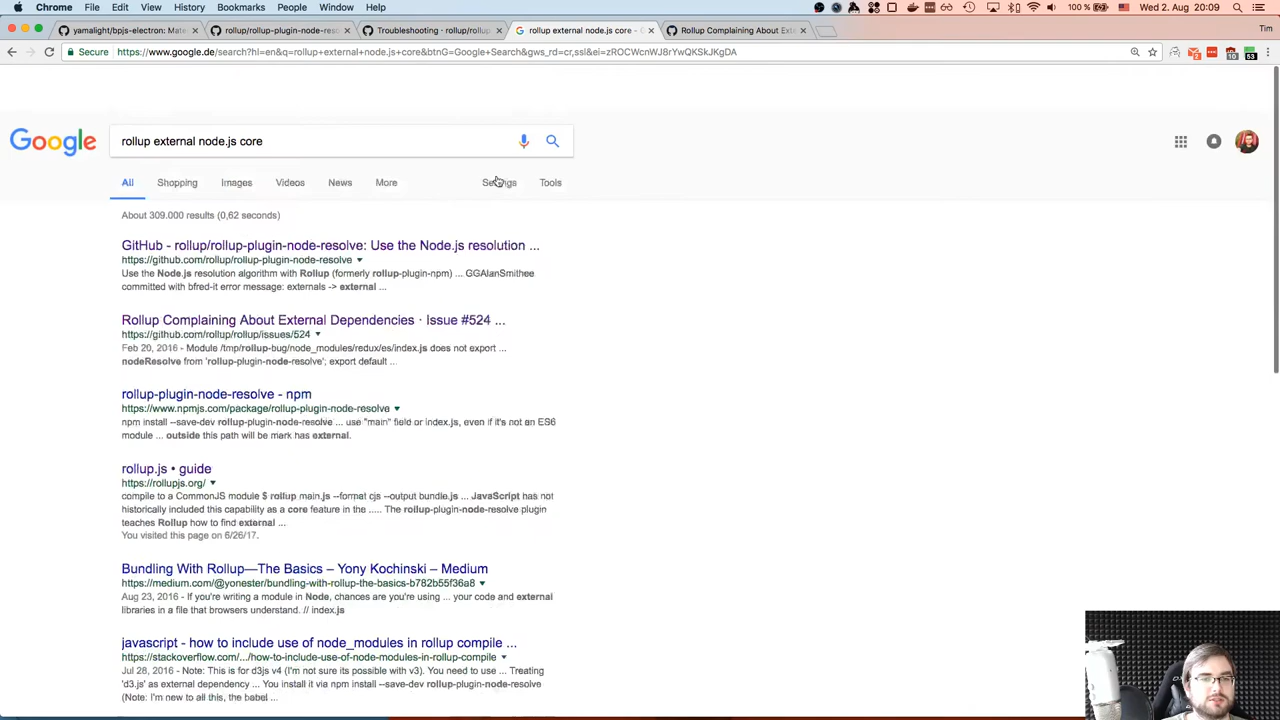 Chrome File Edit View History Bookmarks People Window Help
100 % Wed 2. Aug 20:09
yamalight/bpjs-electron: Mate
rollup/rollup-plugin-node-reso
Troubleshooting · rollup/rollup
rollup external node.js core - G
Rollup Complaining About Exte
Tim
Secure https://www.google.de/search?hl=en&q=rollup+external+node.js+core&btnG=Google+Search&gws_rd=cr,ssl&ei=zROCWcnWJ8rYwQKSkJKgDA
Google
rollup external node.js core
All Shopping Images Videos News More Settings Tools
About 309.000 results (0,62 seconds)
GitHub - rollup/rollup-plugin-node-resolve: Use the Node.js resolution ...
https://github.com/rollup/rollup-plugin-node-resolve
Use the Node.js resolution algorithm with Rollup (formerly rollup-plugin-npm) ... GGAlanSmithee
committed with bfred-it error message: externals -> external ...
Rollup Complaining About External Dependencies · Issue #524 ...
https://github.com/rollup/rollup/issues/524
Feb 20, 2016 - Module /tmp/rollup-bug/node_modules/redux/es/index.js does not export ...
nodeResolve from 'rollup-plugin-node-resolve'; export default ...
rollup-plugin-node-resolve - npm
https://www.npmjs.com/package/rollup-plugin-node-resolve
npm install --save-dev rollup-plugin-node-resolve ... use "main" field or index.js, even if it's not an ES6
module ... outside this path will be mark has external.
rollup.js • guide
https://rollupjs.org/
compile to a CommonJS module $ rollup main.js --format cjs --output bundle.js ... JavaScript has not
historically included this capability as a core feature in the ..... The rollup-plugin-node-resolve plugin
teaches Rollup how to find external ...
You visited this page on 6/26/17.
Bundling With Rollup—The Basics – Yony Kochinski – Medium
https://medium.com/@yonester/bundling-with-rollup-the-basics-b782b55f36a8
Aug 23, 2016 - If you're writing a module in Node, chances are you're using ... your code and external
libraries in a file that browsers understand. // index.js
javascript - how to include use of node_modules in rollup compile ...
https://stackoverflow.com/.../how-to-include-use-of-node-modules-in-rollup-compile
Jul 28, 2016 - Note: This is for d3js v4 (I'm not sure its possible with v3). You need to use ... Treating
'd3.js' as external dependency ... You install it via npm install --save-dev rollup-plugin-node-resolve
(Note: I'm new to all this, the babel ...